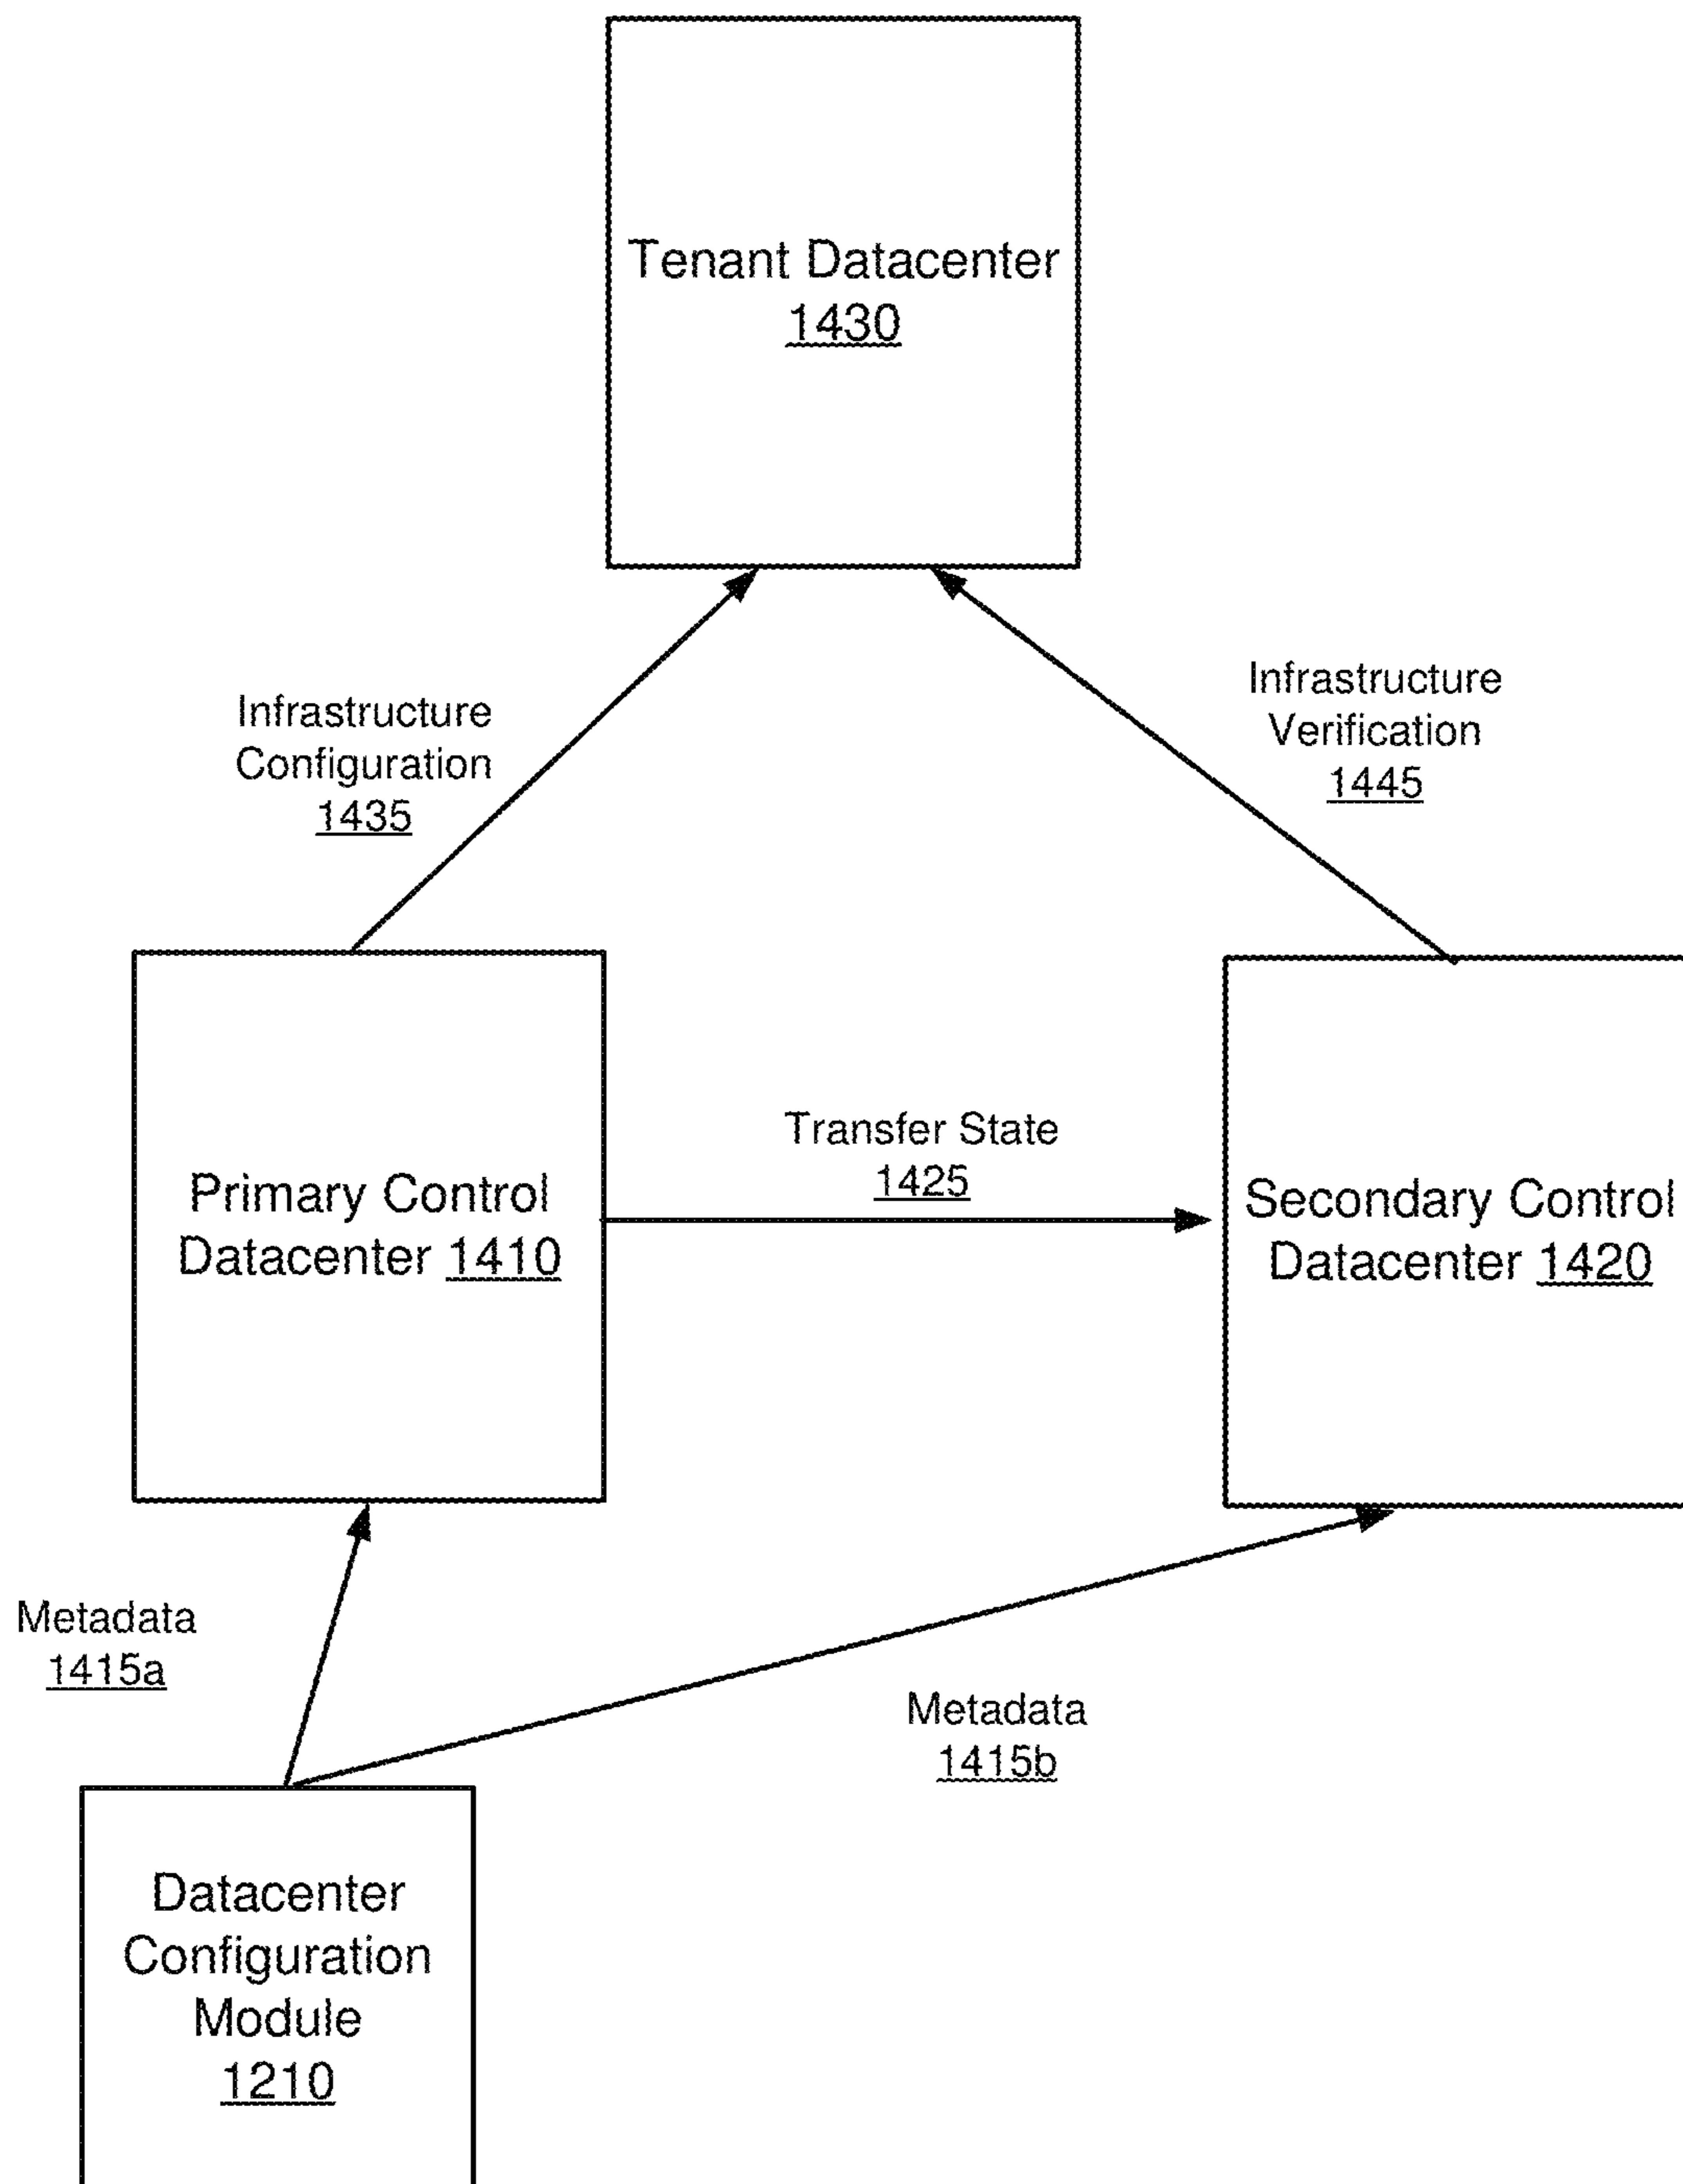 Tenant Datacenter
1430
Infrastructure
Configuration
1435
Infrastructure
Verification
1445
Primary Control
Datacenter 1410
Transfer State
1425
Secondary Control
Datacenter 1420
Metadata
1415a
Metadata
1415b
Datacenter
Configuration
Module
1210